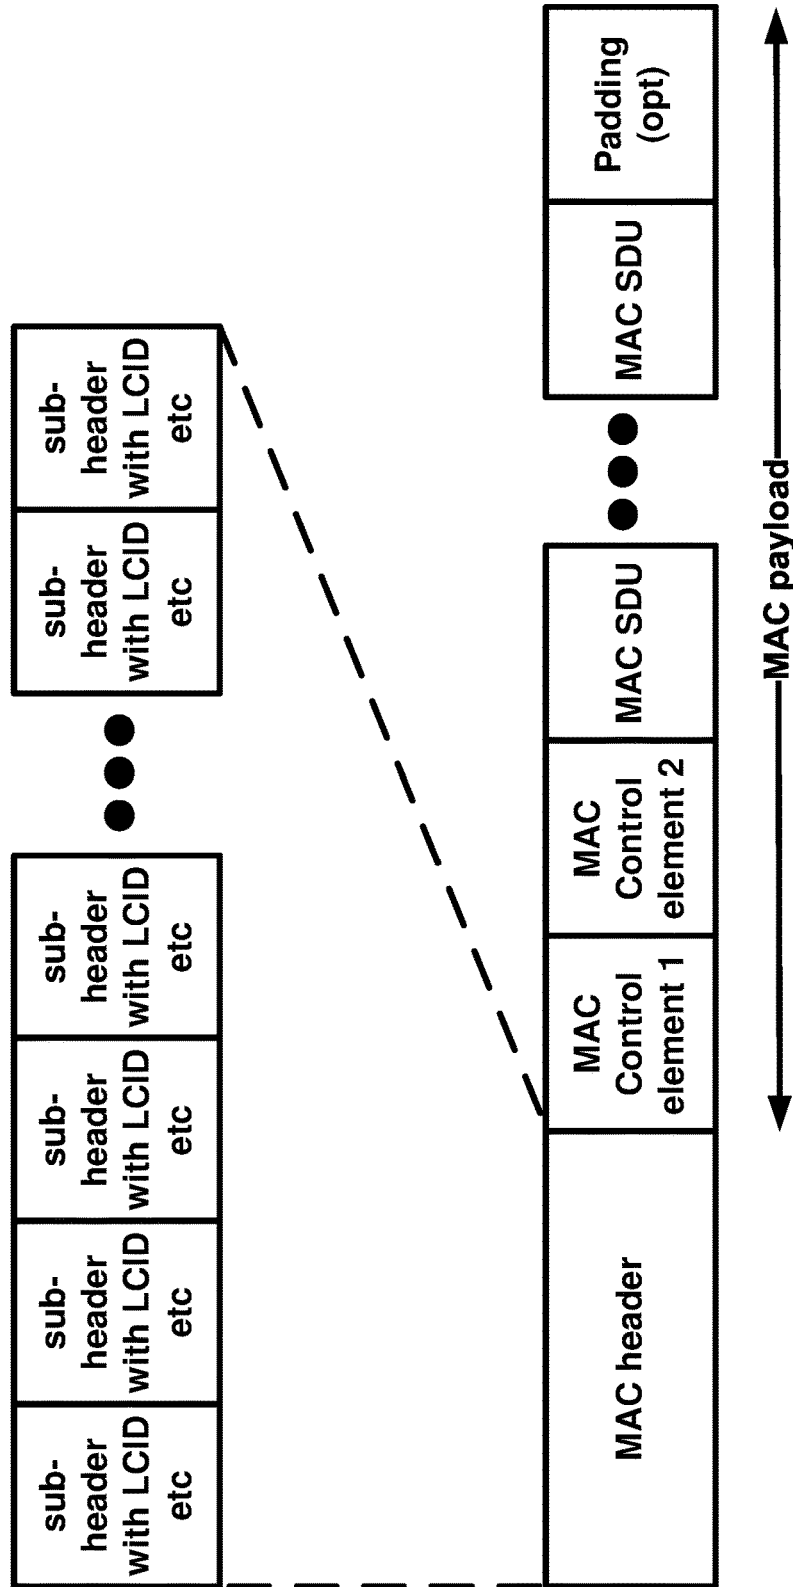 sub-
header
with LCID
etc
sub-
header
with LCID
etc
sub-
header
with LCID
etc
sub-
header
with LCID
etc
sub-
header
with LCID
etc
sub-
header
with LCID
etc
MAC header
MAC
Control
element 1
MAC
Control
element 2
MAC SDU
MAC SDU
Padding
(opt)
MAC payload